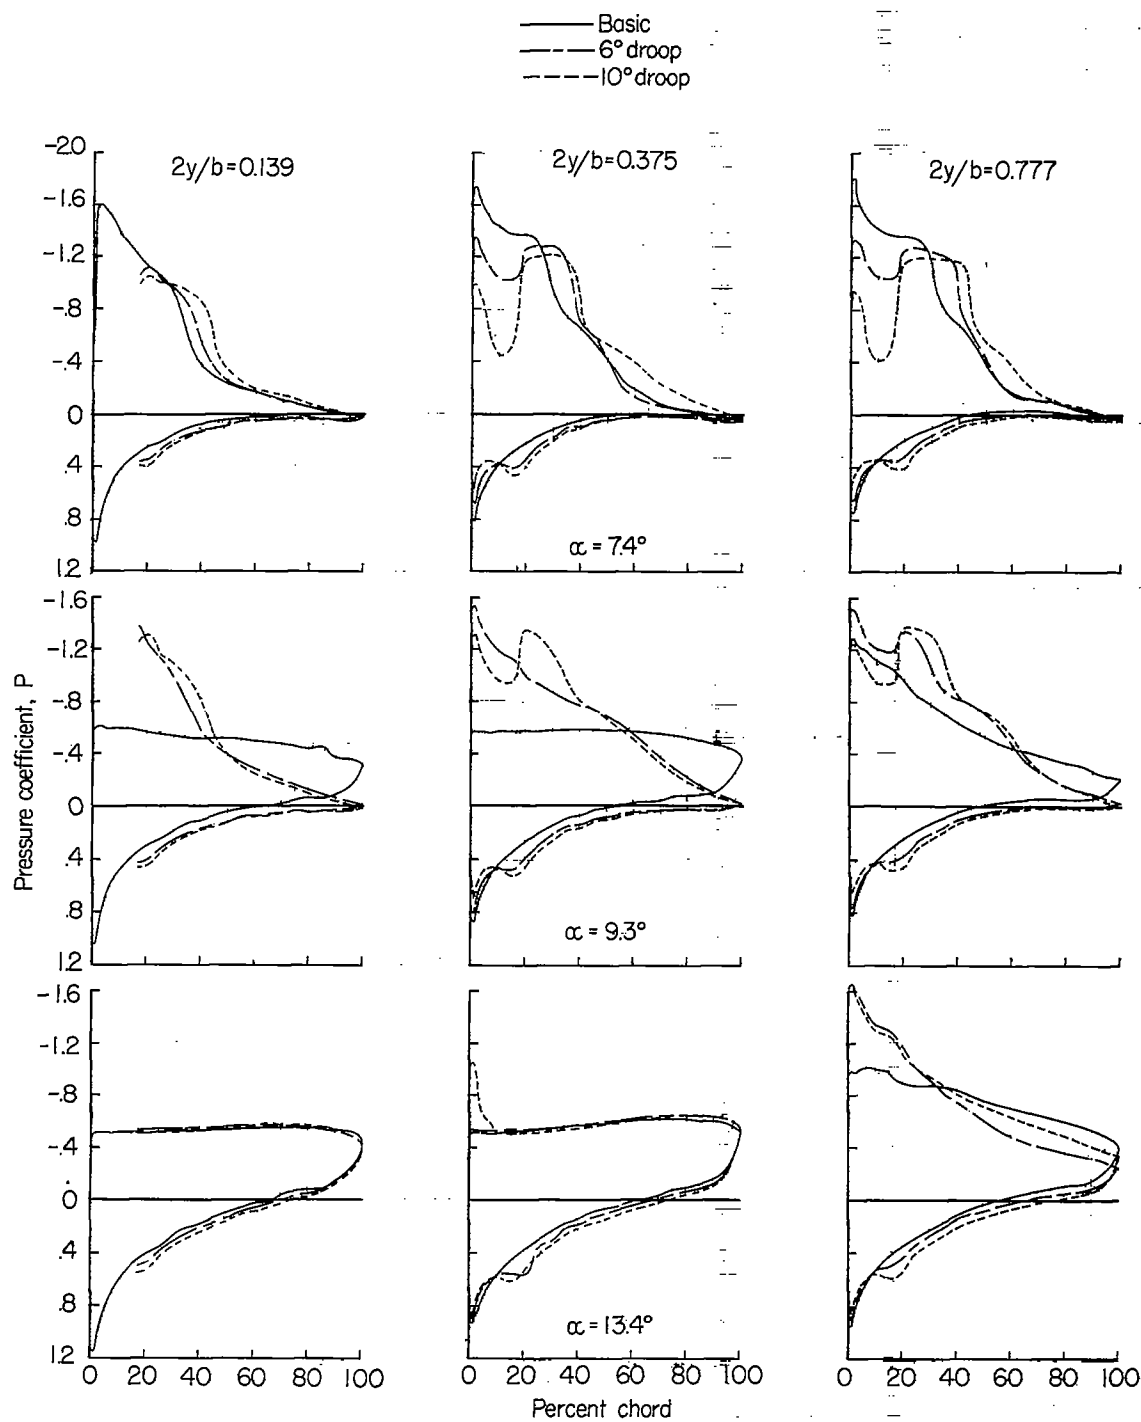 Basic
6° droop
10° droop
2y/b=0.139
2y/b=0.375
2y/b=0.777
-2.0
-1.6
-1.2
-.8
-.4
0
.4
.8
1.2
α = 7.4°
-1.6
-1.2
-.8
-.4
0
.4
.8
1.2
α = 9.3°
Pressure coefficient, P
-1.6
-1.2
-.8
-.4
0
.4
.8
1.2
α = 13.4°
0 20 40 60 80 100
0 20 40 60 80 100
0 20 40 60 80 100
Percent chord